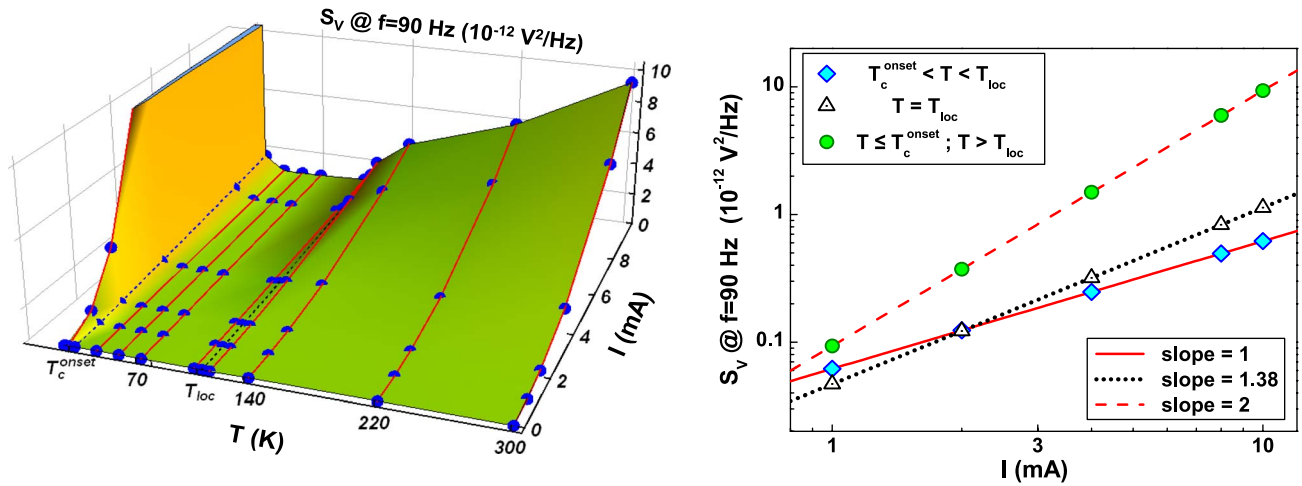 S_V @ f=90 Hz (10⁻¹² V²/Hz)
10
8
6
4
2
0
8
6
4
2
0
I (mA)
T_c^onset
70
T_loc
140
220
300
T (K)
S_V @ f=90 Hz (10⁻¹² V²/Hz)
10
1
0.1
T_c^onset < T < T_loc
T = T_loc
T ≤ T_c^onset ; T > T_loc
slope = 1
slope = 1.38
slope = 2
1
3
10
I (mA)